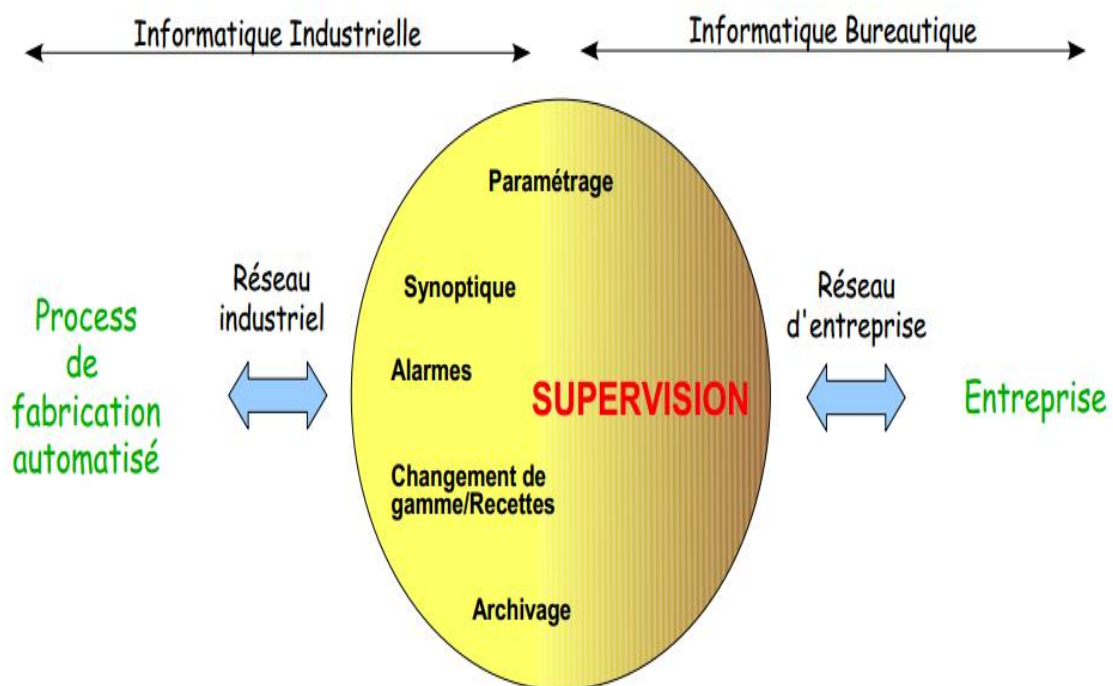 Informatique Industrielle
Informatique Bureautique
Paramétrage
Synoptique
Alarmes
SUPERVISION
Changement de
gamme/Recettes
Archivage
Réseau
industriel
Process
de
fabrication
automatisé
Réseau
d'entreprise
Entreprise